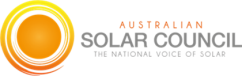 AUSTRALIAN
SOLAR COUNCIL
THE NATIONAL VOICE OF SOLAR